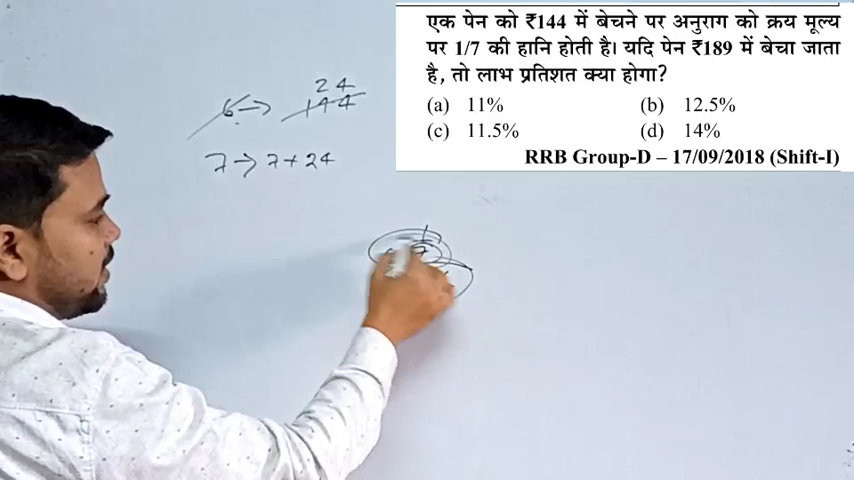 एक पेन को ₹144 में बेचने पर अनुराग को क्रय मूल्य
पर 1/7 की हानि होती है। यदि पेन ₹189 में बेचा जाता
है, तो लाभ प्रतिशत क्या होगा?
(a) 11% (b) 12.5%
(c) 11.5% (d) 14%
RRB Group-D – 17/09/2018 (Shift-I)
24
6 → 144
7 → 7 + 24